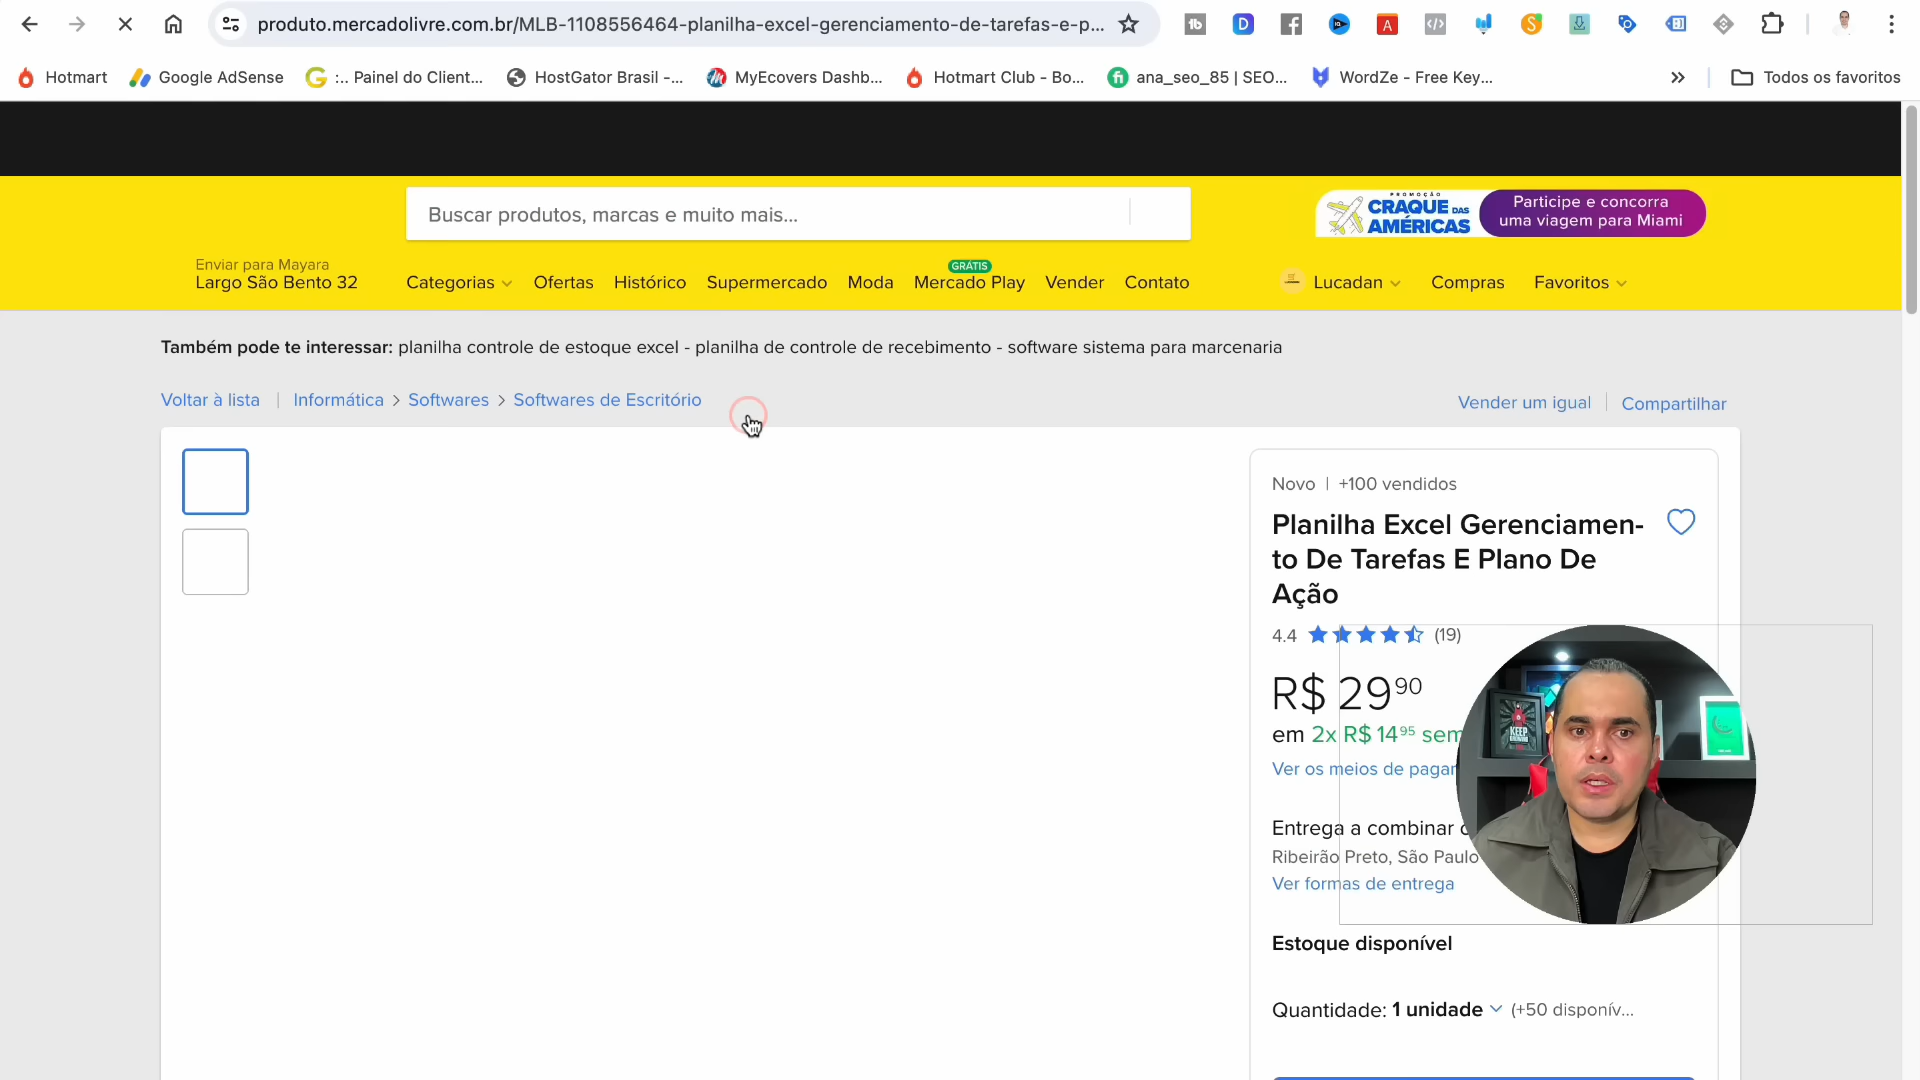 produto.mercadolivre.com.br/MLB-1108556464-planilha-excel-gerenciamento-de-tarefas-e-p...
Hotmart
Google AdSense
:.. Painel do Client...
HostGator Brasil -...
MyEcovers Dashb...
Hotmart Club - Bo...
ana_seo_85 | SEO...
WordZe - Free Key...
»
Todos os favoritos
Buscar produtos, marcas e muito mais...
PROMOÇÃO
CRAQUE DAS
AMÉRICAS
Participe e concorra
uma viagem para Miami
Enviar para Mayara
Largo São Bento 32
Categorias
Ofertas
Histórico
Supermercado
Moda
GRÁTIS
Mercado Play
Vender
Contato
Lucadan
Compras
Favoritos
Também pode te interessar: planilha controle de estoque excel - planilha de controle de recebimento - software sistema para marcenaria
Voltar à lista | Informática > Softwares > Softwares de Escritório
Vender um igual | Compartilhar
Novo | +100 vendidos
Planilha Excel Gerenciamen-
to De Tarefas E Plano De
Ação
4.4 (19)
R$ 29 90
em 2x R$ 14 95 sem
Ver os meios de pagar
Entrega a combinar
Ribeirão Preto, São Paulo
Ver formas de entrega
Estoque disponível
Quantidade: 1 unidade (+50 disponív...
KEEP